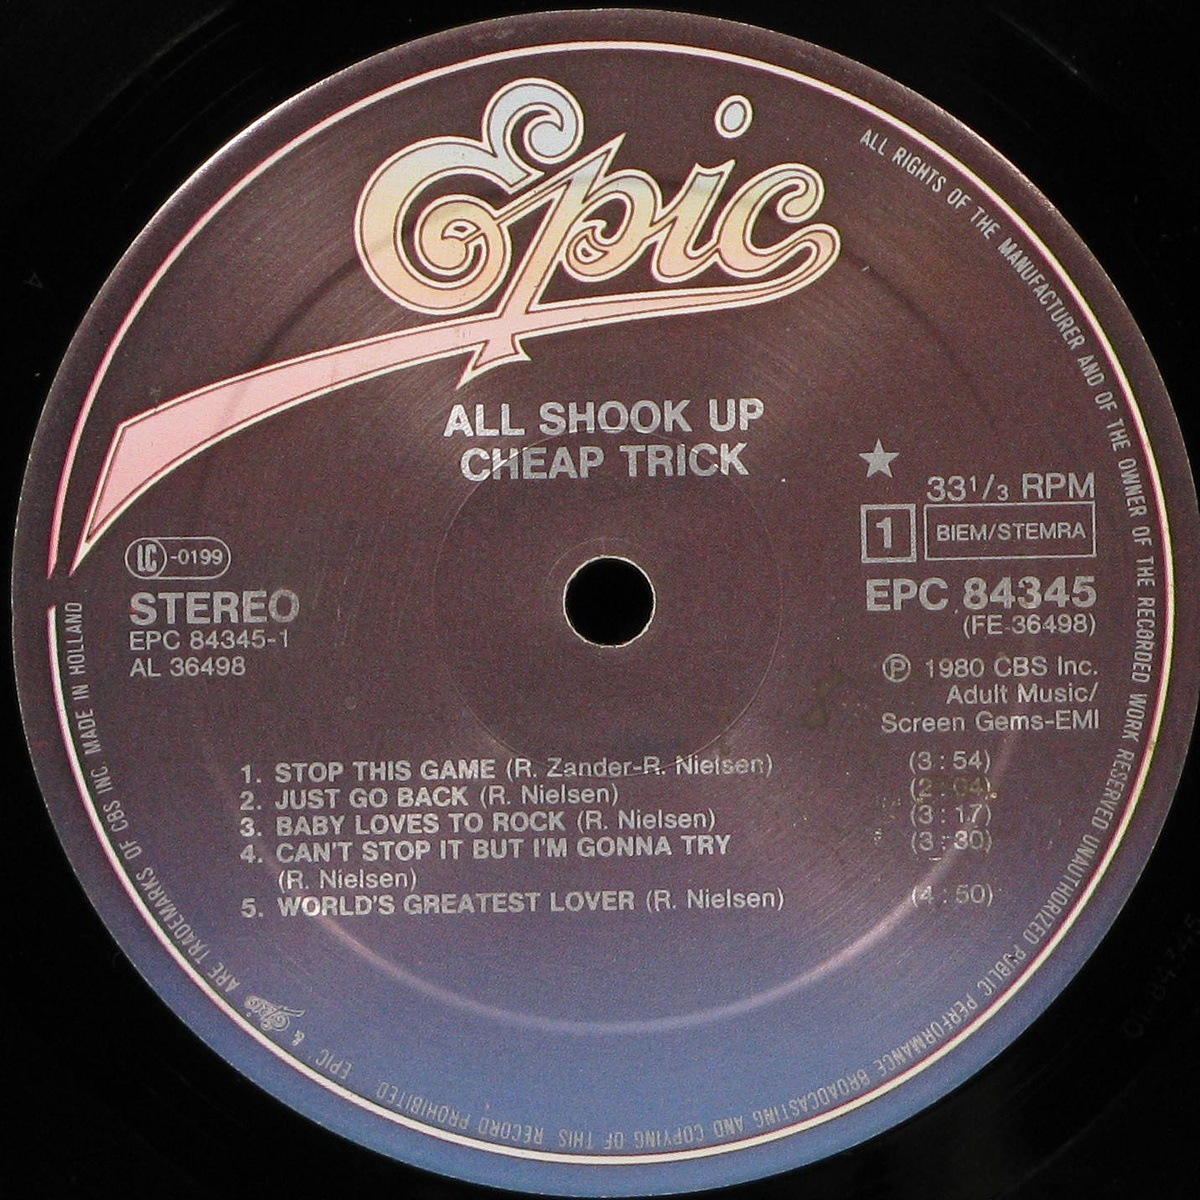 Epic
ALL SHOOK UP
CHEAP TRICK
LC-0199
STEREO
EPC 84345-1
AL 36498
33 1/3 RPM
1 BIEM/STEMRA
EPC 84345
(FE 36498)
Ⓟ 1980 CBS Inc.
Adult Music/
Screen Gems-EMI
1. STOP THIS GAME (R. Zander-R. Nielsen) (3:54)
2. JUST GO BACK (R. Nielsen) (2:04)
3. BABY LOVES TO ROCK (R. Nielsen) (3:17)
4. CAN'T STOP IT BUT I'M GONNA TRY
(R. Nielsen) (3:30)
5. WORLD'S GREATEST LOVER (R. Nielsen) (4:50)
ALL RIGHTS OF THE MANUFACTURER AND OF THE OWNER OF THE RECORDED WORK RESERVED UNAUTHORIZED PUBLIC PERFORMANCE BROADCASTING AND COPYING OF THIS RECORD PROHIBITED
EPIC & Epic ARE TRADEMARKS OF CBS INC. MADE IN HOLLAND